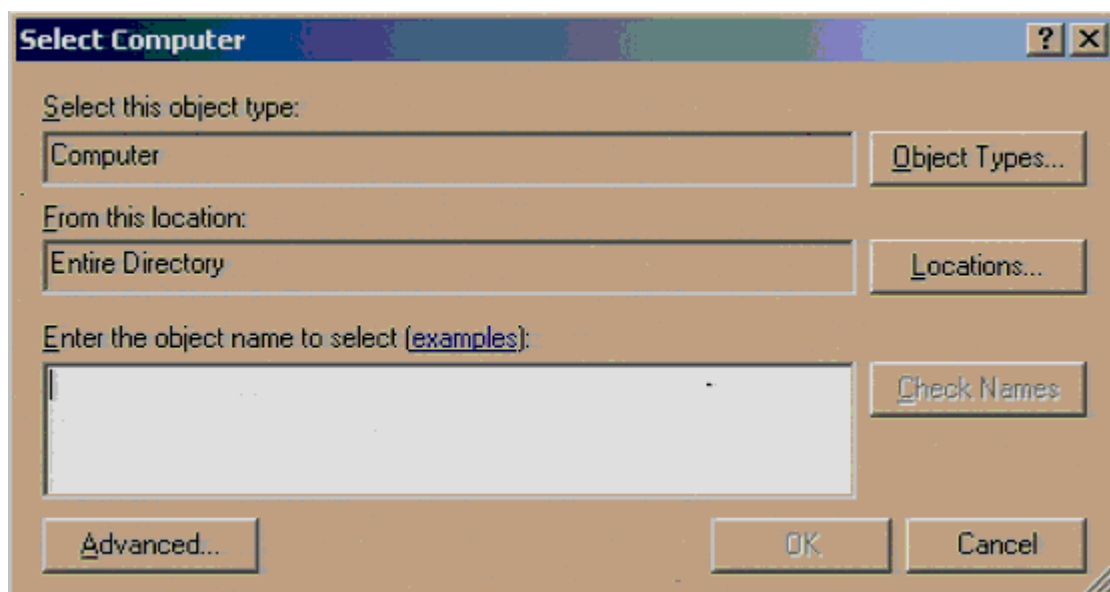 Select Computer
Select this object type:
Computer
Object Types...
From this location:
Entire Directory
Locations...
Enter the object name to select (examples):
Check Names
Advanced...
OK
Cancel